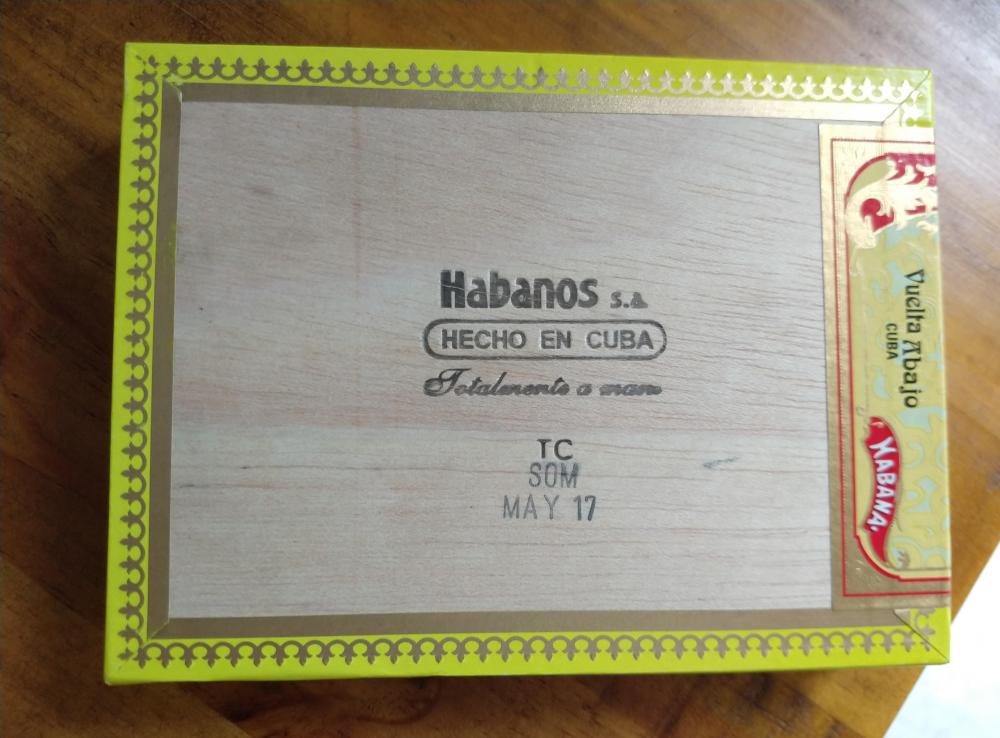 Habanos s.a.
HECHO EN CUBA
Totalmente a mano
TC
SOM
MAY 17
Vuelta Abajo
CUBA
HABANA.